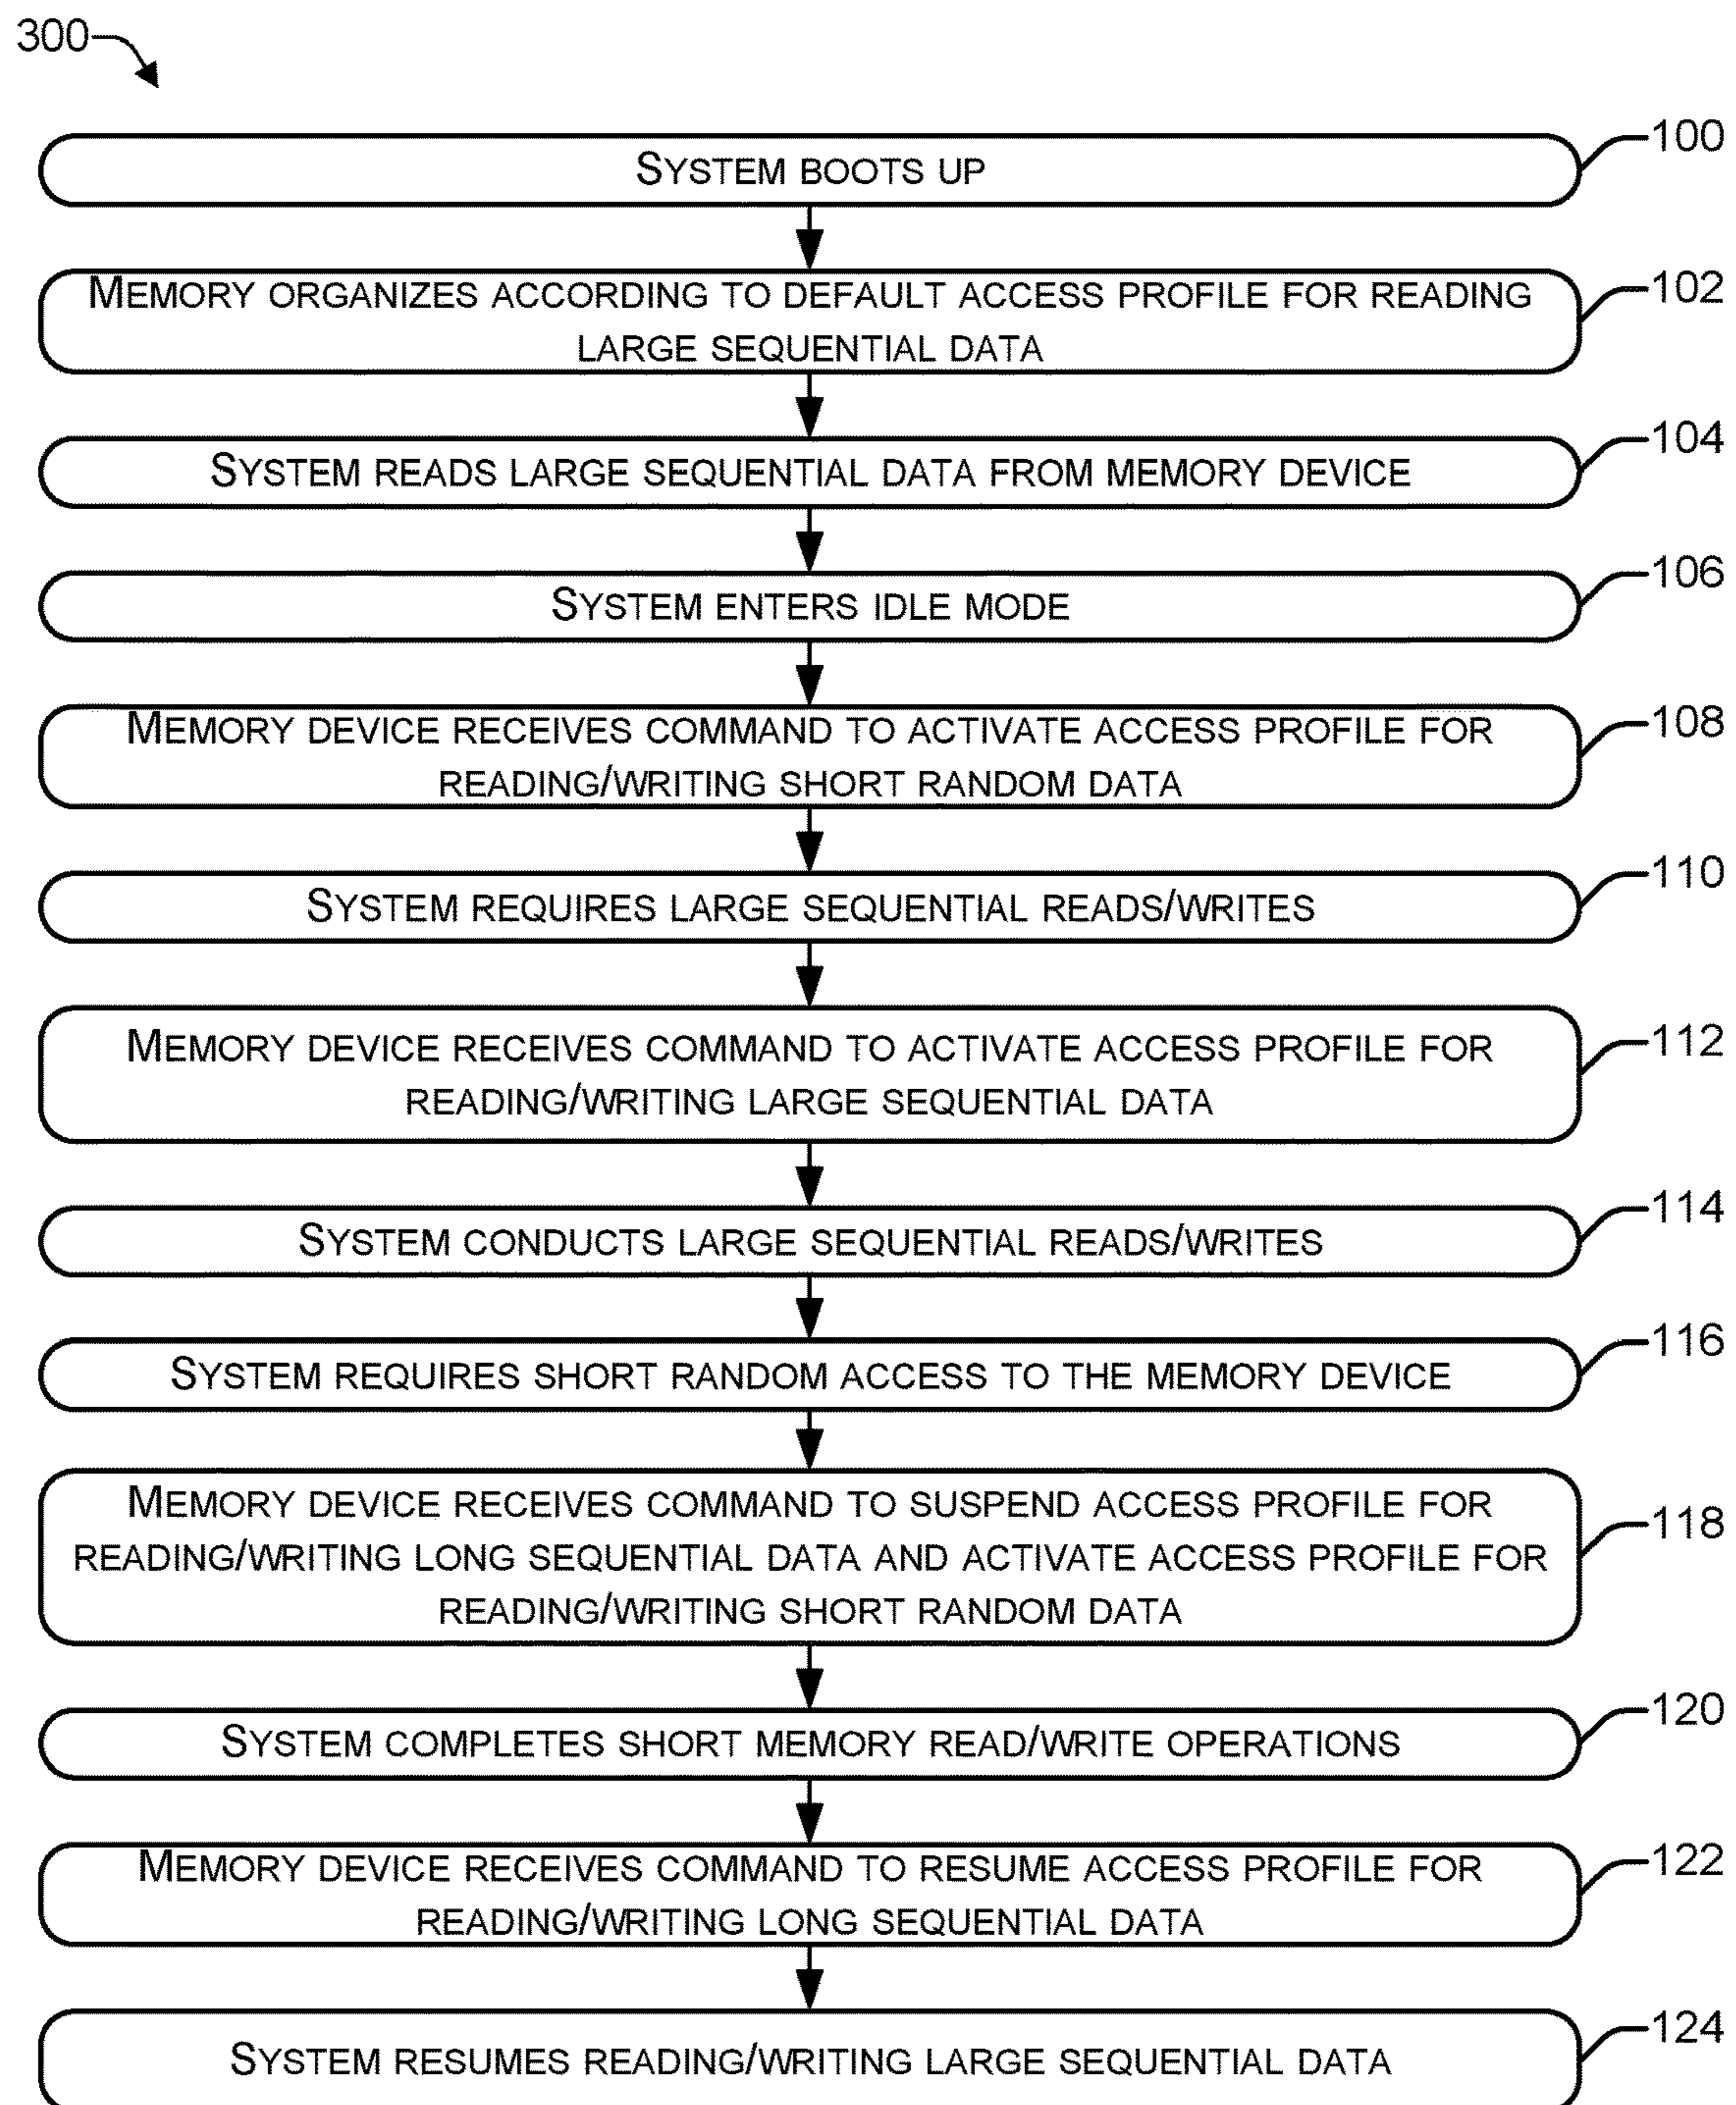 300
100
SYSTEM BOOTS UP
102
MEMORY ORGANIZES ACCORDING TO DEFAULT ACCESS PROFILE FOR READING
LARGE SEQUENTIAL DATA
104
SYSTEM READS LARGE SEQUENTIAL DATA FROM MEMORY DEVICE
106
SYSTEM ENTERS IDLE MODE
108
MEMORY DEVICE RECEIVES COMMAND TO ACTIVATE ACCESS PROFILE FOR
READING/WRITING SHORT RANDOM DATA
110
SYSTEM REQUIRES LARGE SEQUENTIAL READS/WRITES
112
MEMORY DEVICE RECEIVES COMMAND TO ACTIVATE ACCESS PROFILE FOR
READING/WRITING LARGE SEQUENTIAL DATA
114
SYSTEM CONDUCTS LARGE SEQUENTIAL READS/WRITES
116
SYSTEM REQUIRES SHORT RANDOM ACCESS TO THE MEMORY DEVICE
118
MEMORY DEVICE RECEIVES COMMAND TO SUSPEND ACCESS PROFILE FOR
READING/WRITING LONG SEQUENTIAL DATA AND ACTIVATE ACCESS PROFILE FOR
READING/WRITING SHORT RANDOM DATA
120
SYSTEM COMPLETES SHORT MEMORY READ/WRITE OPERATIONS
122
MEMORY DEVICE RECEIVES COMMAND TO RESUME ACCESS PROFILE FOR
READING/WRITING LONG SEQUENTIAL DATA
124
SYSTEM RESUMES READING/WRITING LARGE SEQUENTIAL DATA